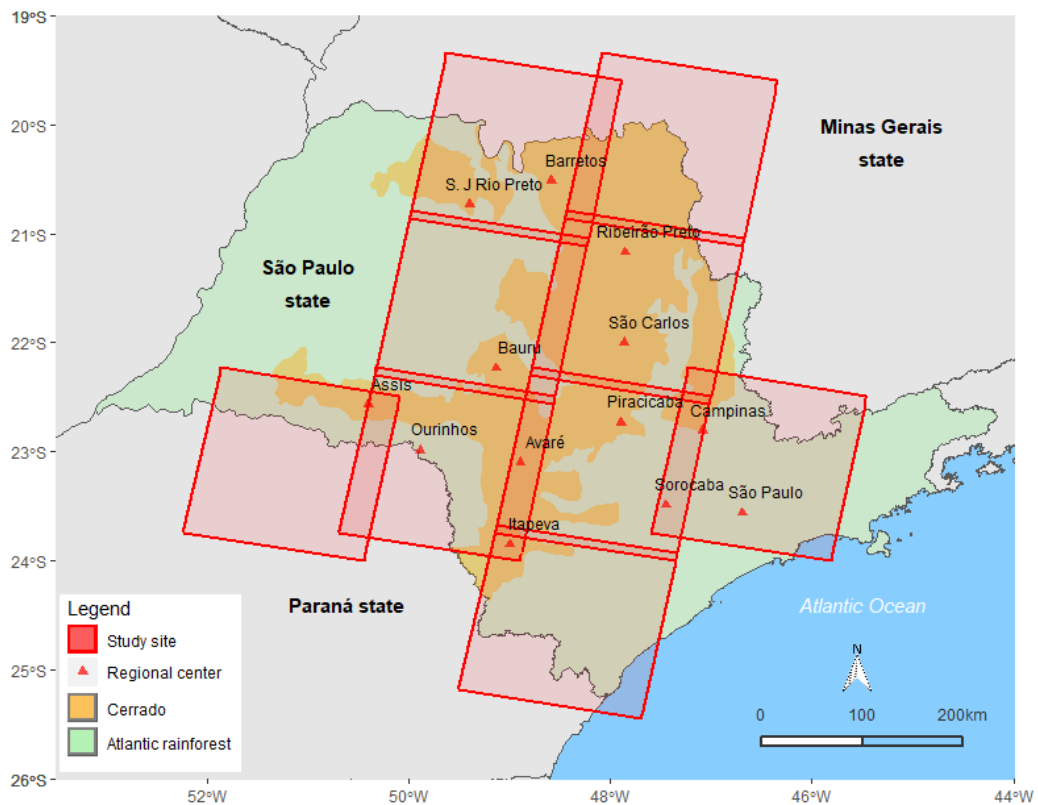 19°S
20°S
21°S
22°S
23°S
24°S
25°S
26°S
Minas Gerais
state
Barretos
S. J Rio Preto
Ribeirão Preto
São Paulo
state
São Carlos
Bauru
Assis
Piracicaba
Campinas
Ourinhos
Avaré
Sorocaba
São Paulo
Itapeva
Paraná state
Atlantic Ocean
Legend
Study site
Regional center
Cerrado
Atlantic rainforest
N
0 100 200km
52°W 50°W 48°W 46°W 44°W